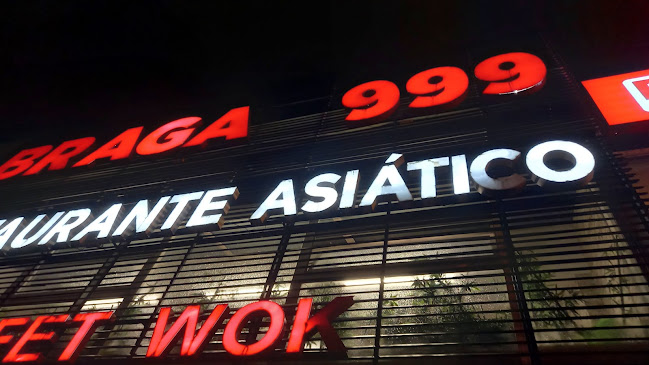 BRAGA 999
AURANTE ASIÁTICO
FET WOK